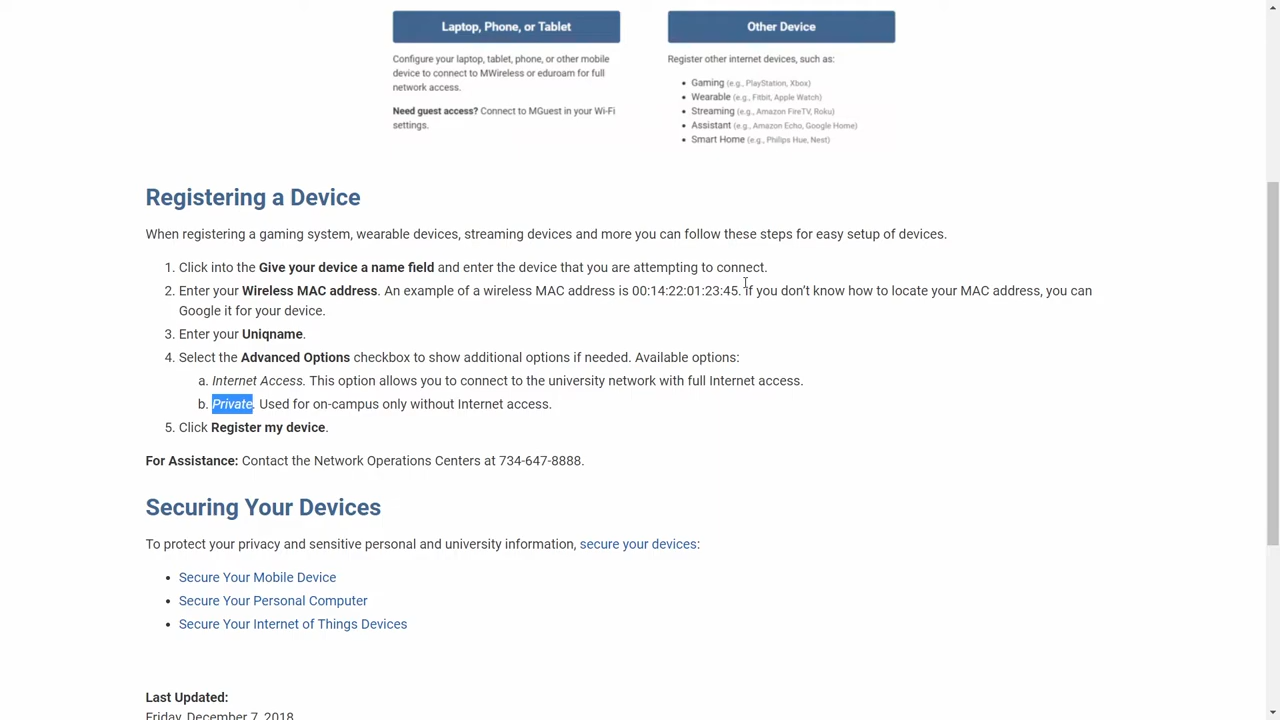 Laptop, Phone, or Tablet
Configure your laptop, tablet, phone, or other mobile
device to connect to MWireless or eduroam for full
network access.
Need guest access? Connect to MGuest in your Wi-Fi
settings.
Other Device
Register other internet devices, such as:
• Gaming (e.g., PlayStation, Xbox)
• Wearable (e.g., Fitbit, Apple Watch)
• Streaming (e.g., Amazon FireTV, Roku)
• Assistant (e.g., Amazon Echo, Google Home)
• Smart Home (e.g., Philips Hue, Nest)
Registering a Device
When registering a gaming system, wearable devices, streaming devices and more you can follow these steps for easy setup of devices.
1. Click into the Give your device a name field and enter the device that you are attempting to connect.
2. Enter your Wireless MAC address. An example of a wireless MAC address is 00:14:22:01:23:45. If you don’t know how to locate your MAC address, you can
Google it for your device.
3. Enter your Uniqname.
4. Select the Advanced Options checkbox to show additional options if needed. Available options:
a. Internet Access. This option allows you to connect to the university network with full Internet access.
b. Private. Used for on-campus only without Internet access.
5. Click Register my device.
For Assistance: Contact the Network Operations Centers at 734-647-8888.
Securing Your Devices
To protect your privacy and sensitive personal and university information, secure your devices:
• Secure Your Mobile Device
• Secure Your Personal Computer
• Secure Your Internet of Things Devices
Last Updated:
Friday, December 7, 2018